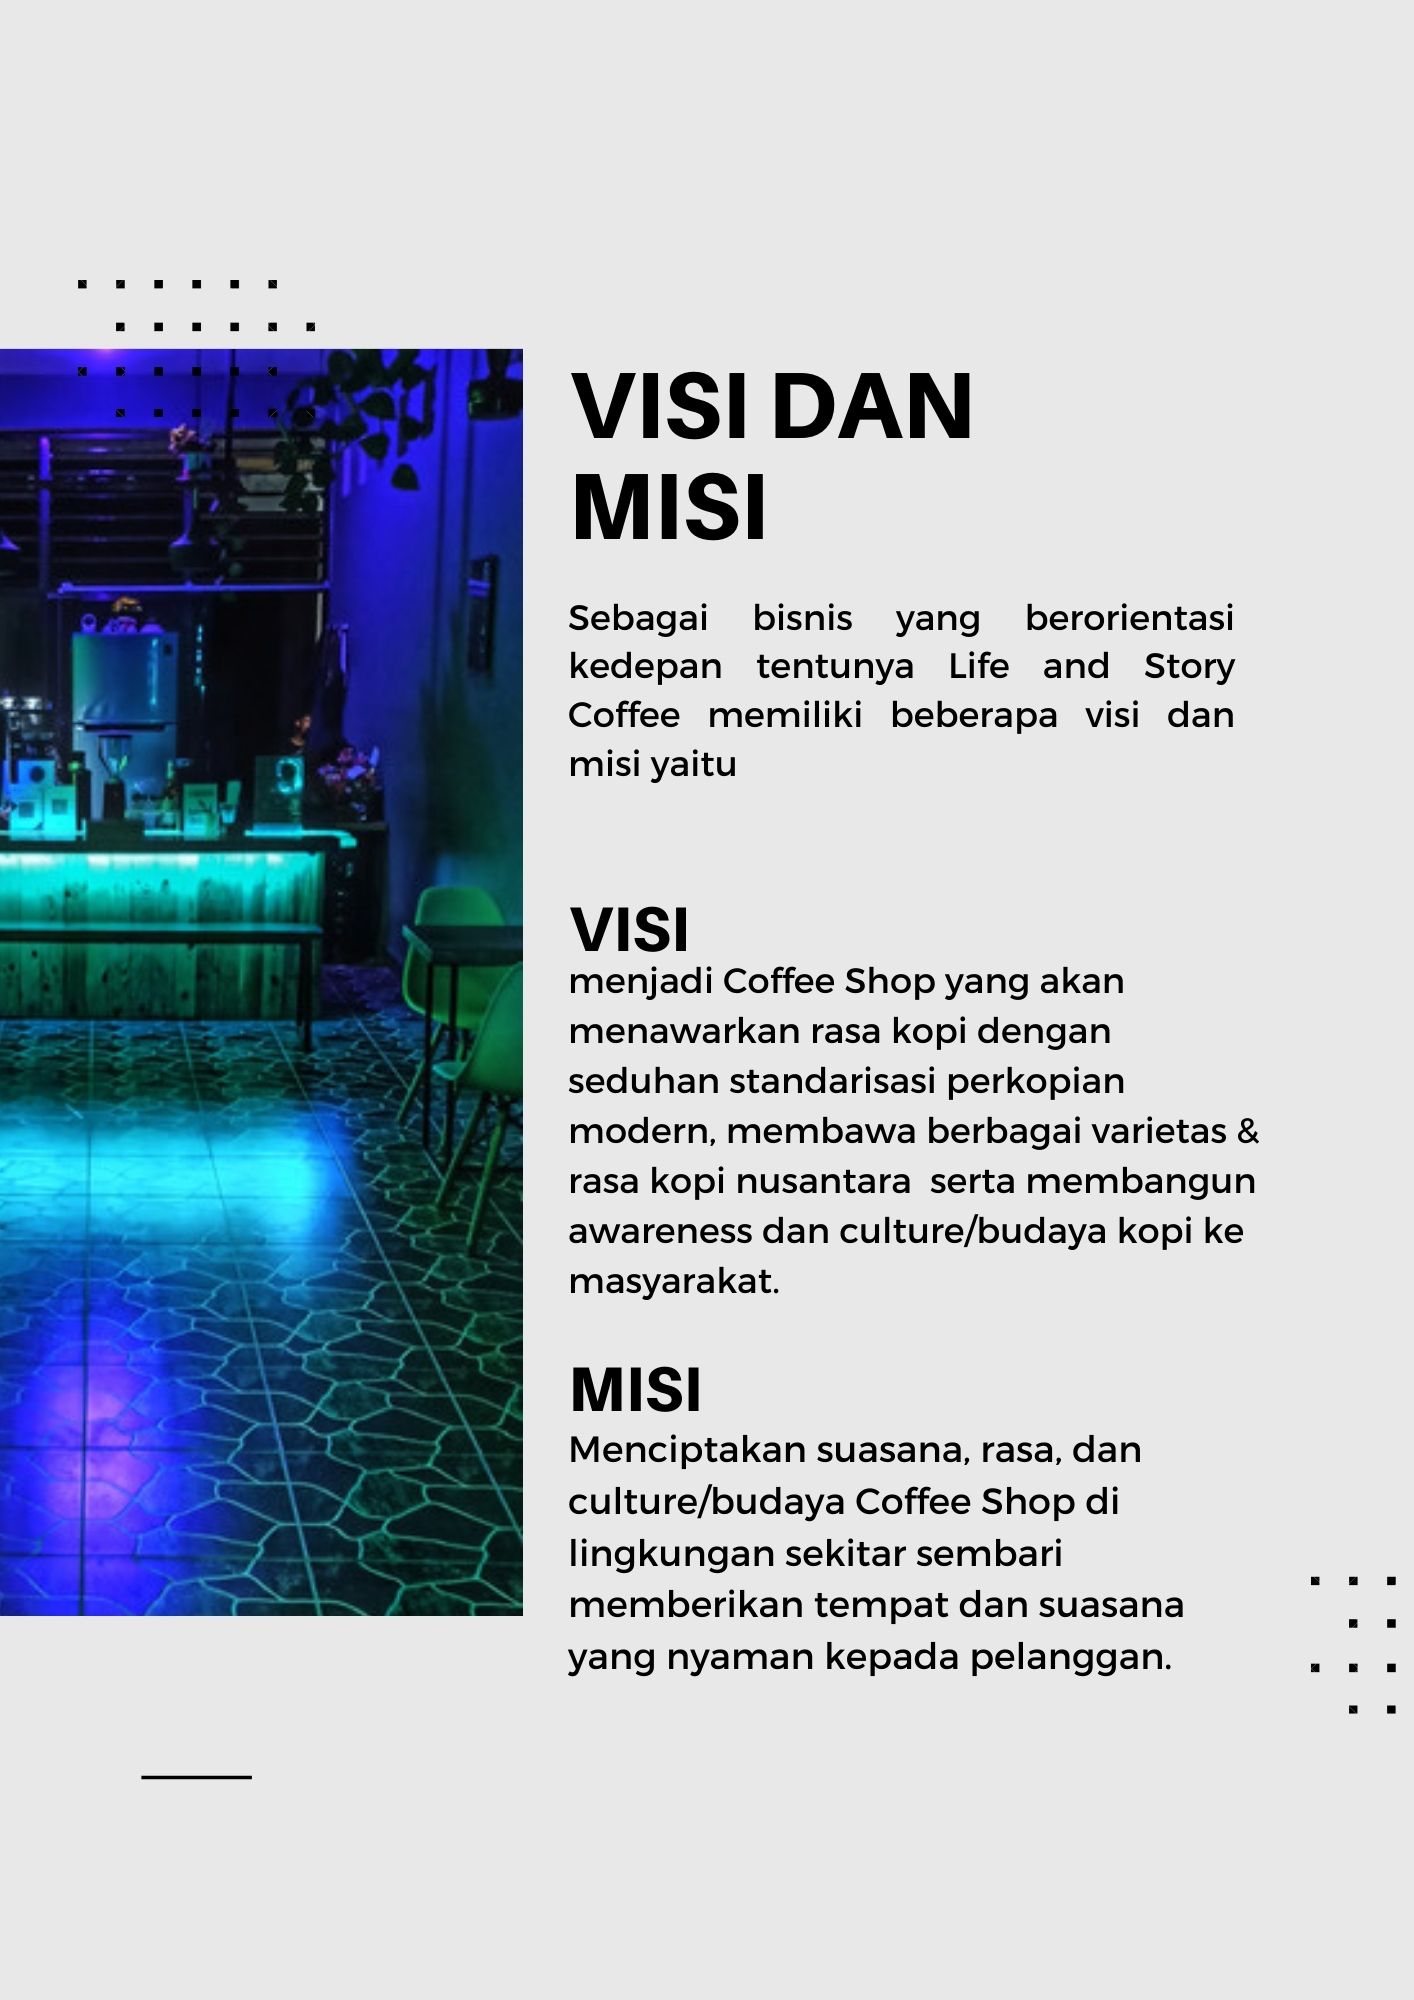 VISI DAN
MISI
Sebagai bisnis yang berorientasi
kedepan tentunya Life and Story
Coffee memiliki beberapa visi dan
misi yaitu
VISI
menjadi Coffee Shop yang akan
menawarkan rasa kopi dengan
seduhan standarisasi perkopian
modern, membawa berbagai varietas &
rasa kopi nusantara  serta membangun
awareness dan culture/budaya kopi ke
masyarakat.
MISI
Menciptakan suasana, rasa, dan
culture/budaya Coffee Shop di
lingkungan sekitar sembari
memberikan tempat dan suasana
yang nyaman kepada pelanggan.